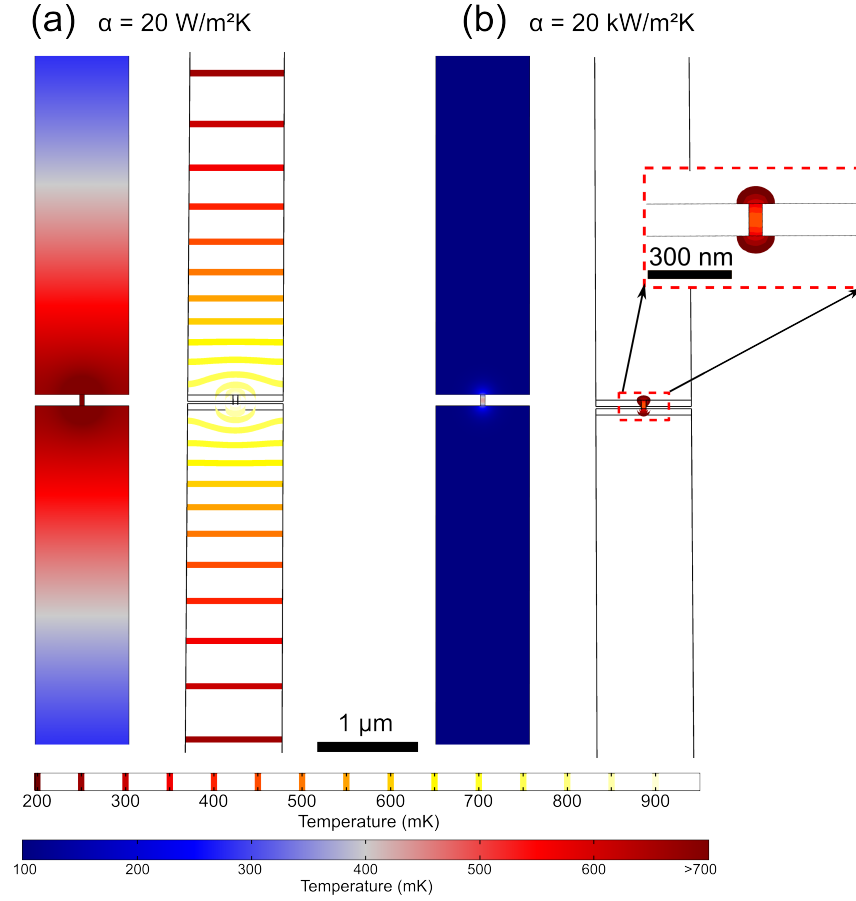 (a) α = 20 W/m²K
(b) α = 20 kW/m²K
300 nm
1 µm
200 300 400 500 600 700 800 900
Temperature (mK)
100 200 300 400 500 600 >700
Temperature (mK)